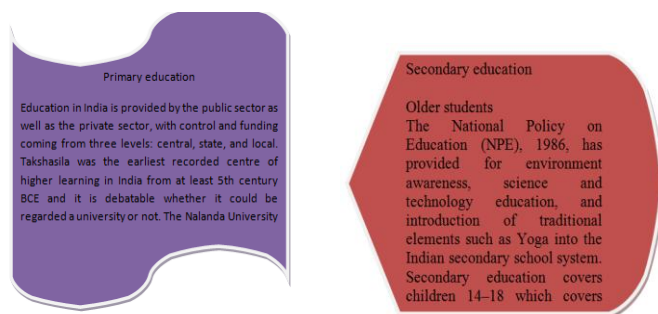 Primary education
Education in India is provided by the public sector as
well as the private sector, with control and funding
coming from three levels: central, state, and local.
Takshasila was the earliest recorded centre of
higher learning in India from at least 5th century
BCE and it is debatable whether it could be
regarded a university or not. The Nalanda University
Secondary education
Older students
The National Policy on
Education (NPE), 1986, has
provided for environment
awareness, science and
technology education, and
introduction of traditional
elements such as Yoga into the
Indian secondary school system.
Secondary education covers
children 14–18 which covers